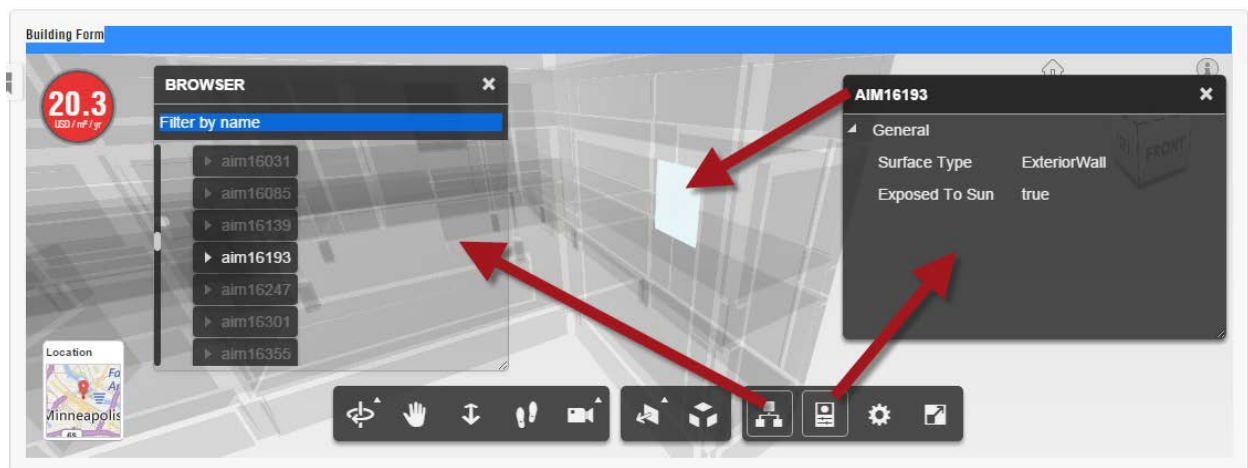 Building Form
20.3
USD / m² / yr
BROWSER
Filter by name
aim16031
aim16085
aim16139
aim16193
aim16247
aim16301
aim16355
AIM16193
General
Surface Type ExteriorWall
Exposed To Sun true
FRONT
Location
Minneapolis